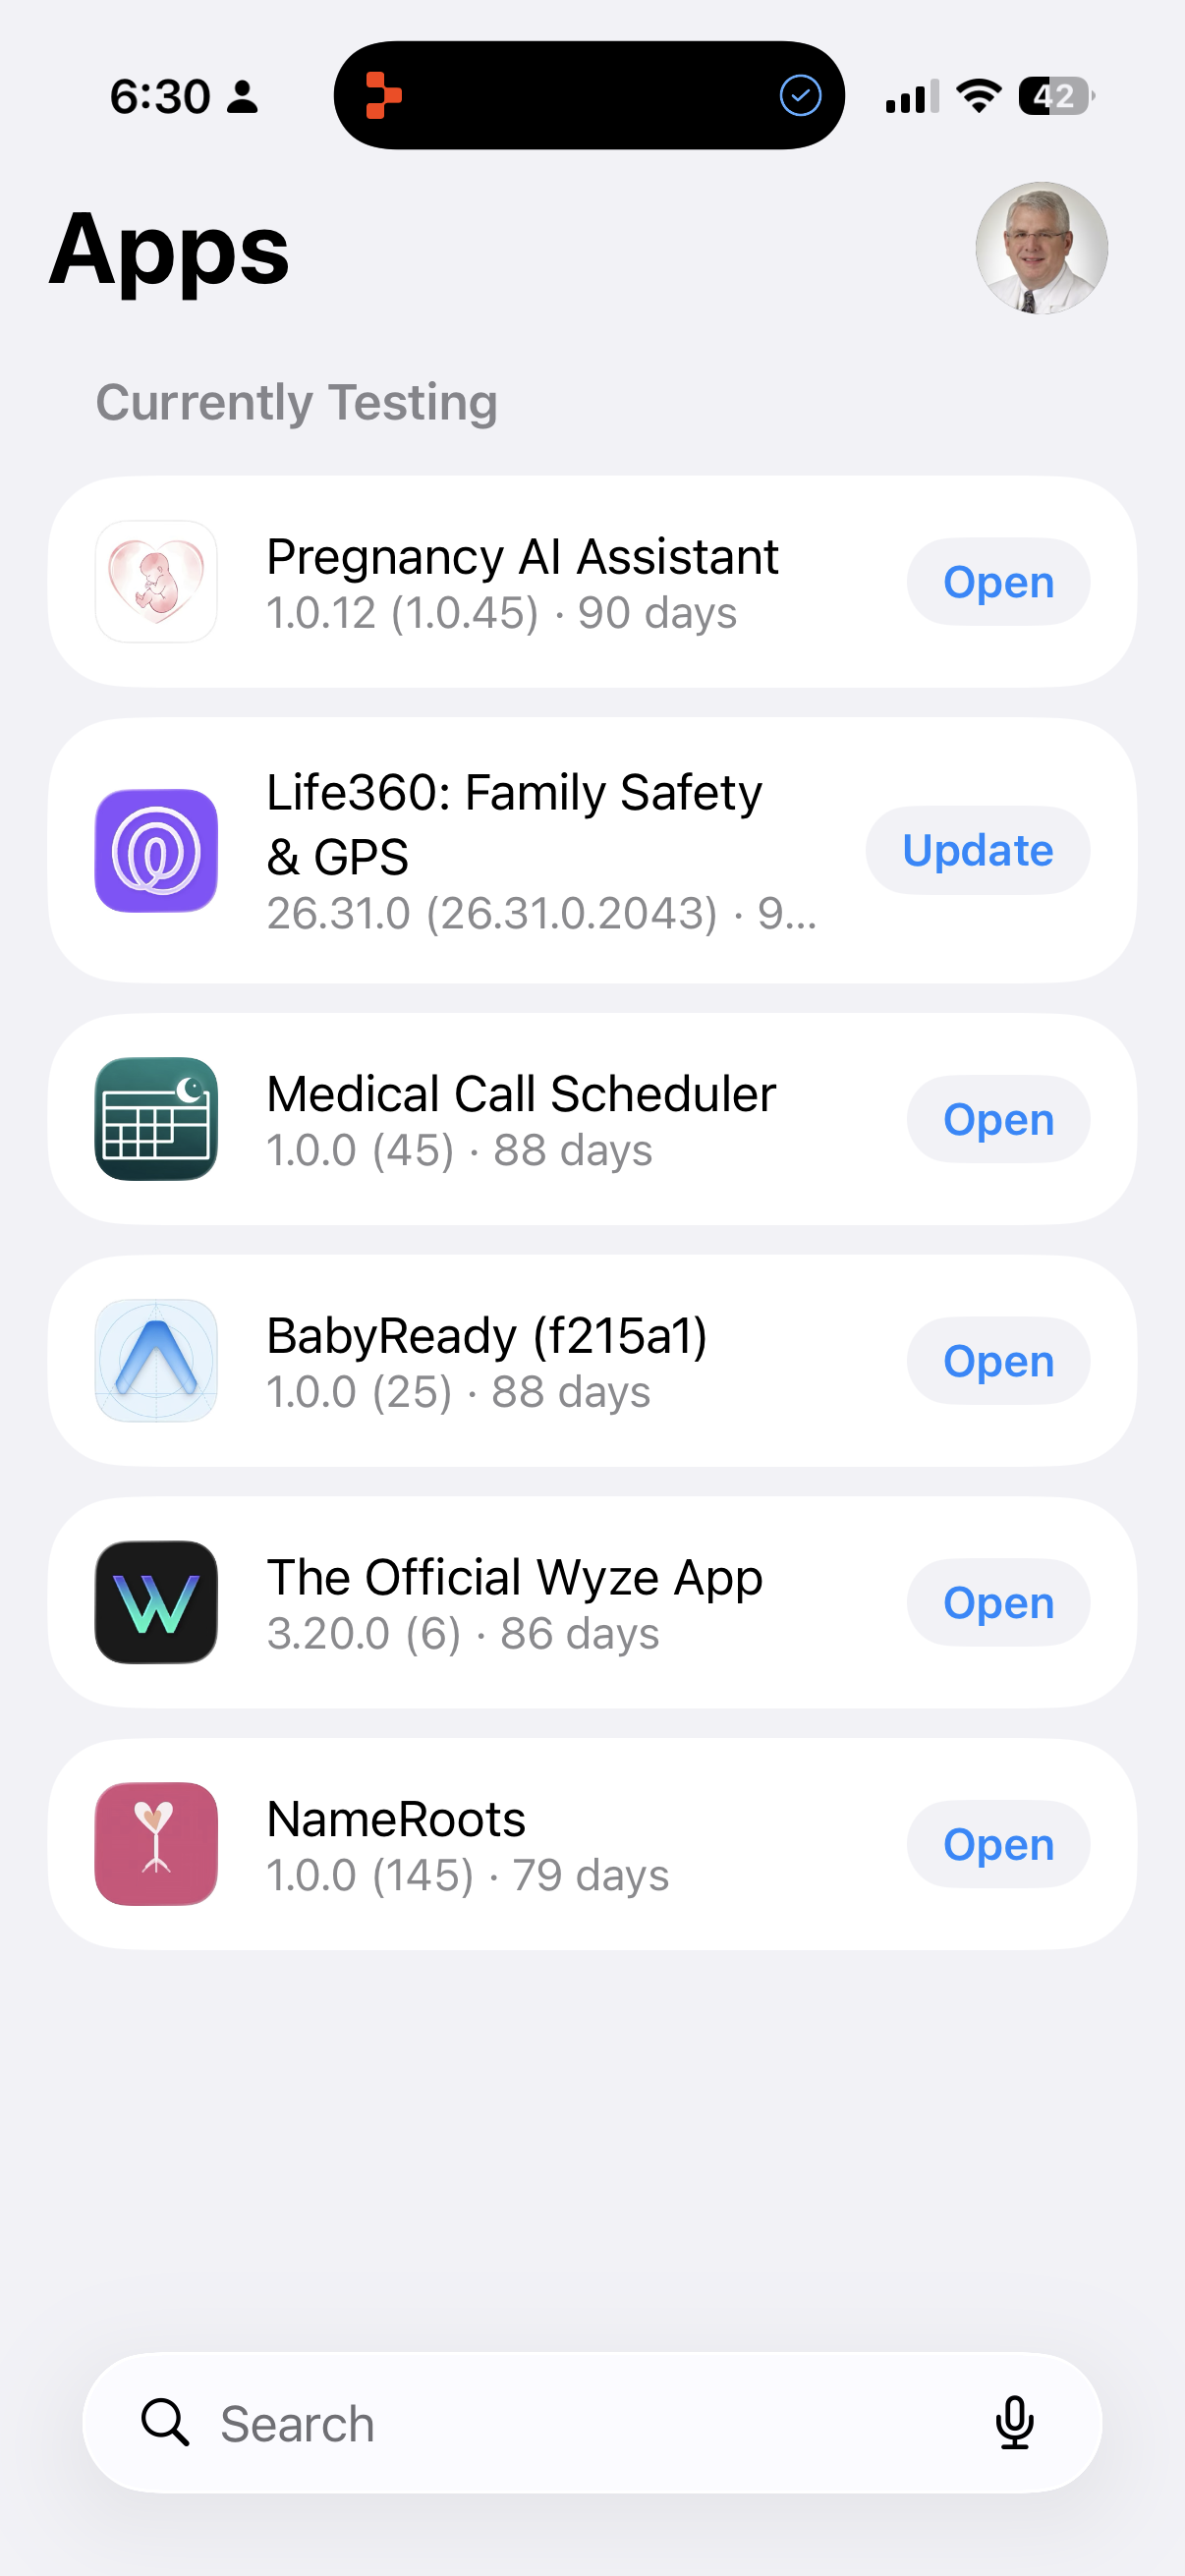 6:30
42
Apps
Currently Testing
Pregnancy AI Assistant
1.0.12 (1.0.45) · 90 days
Open
Life360: Family Safety
& GPS
26.31.0 (26.31.0.2043) · 9...
Update
Medical Call Scheduler
1.0.0 (45) · 88 days
Open
BabyReady (f215a1)
1.0.0 (25) · 88 days
Open
The Official Wyze App
3.20.0 (6) · 86 days
Open
NameRoots
1.0.0 (145) · 79 days
Open
Search